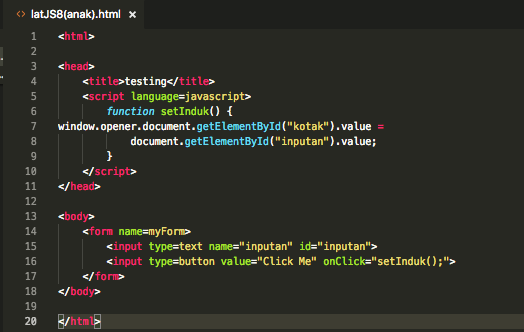 <> latJS8(anak).html ×
1 <html>
2
3 <head>
4 <title>testing</title>
5 <script language=javascript>
6 function setInduk() {
7 window.opener.document.getElementById("kotak").value =
8 document.getElementById("inputan").value;
9 }
10 </script>
11 </head>
12
13 <body>
14 <form name=myForm>
15 <input type=text name="inputan" id="inputan">
16 <input type=button value="Click Me" onClick="setInduk();">
17 </form>
18 </body>
19
20 </html>